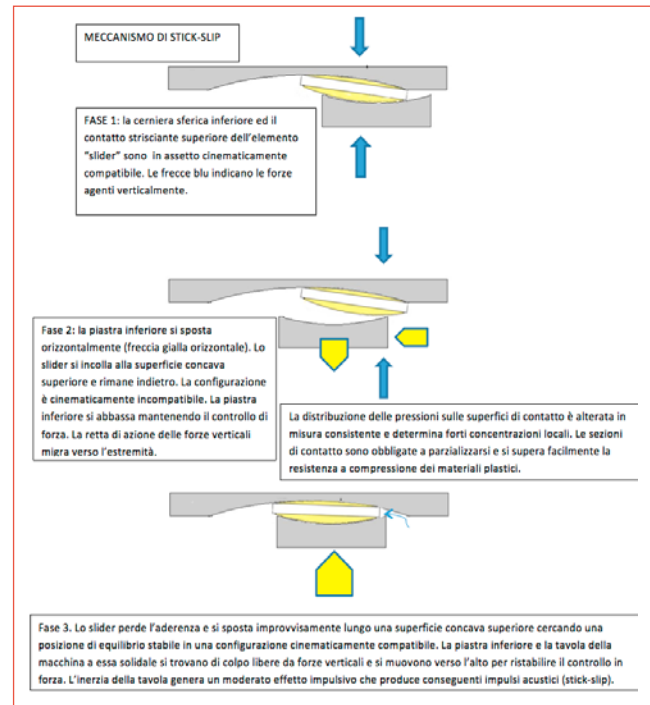 MECCANISMO DI STICK-SLIP
FASE 1: la cerniera sferica inferiore ed il
contatto strisciante superiore dell'elemento
"slider" sono in assetto cinematicamente
compatibile. Le frecce blu indicano le forze
agenti verticalmente.
Fase 2: la piastra inferiore si sposta
orizzontalmente (freccia gialla orizzontale). Lo
slider si incolla alla superficie concava
superiore e rimane indietro. La configurazione
è cinematicamente incompatibile. La piastra
inferiore si abbassa mantenendo il controllo di
forza. La retta di azione delle forze verticali
migra verso l'estremità.
La distribuzione delle pressioni sulle superfici di contatto è alterata in
misura consistente e determina forti concentrazioni locali. Le sezioni
di contatto sono obbligate a parzializzarsi e si supera facilmente la
resistenza a compressione dei materiali plastici.
Fase 3. Lo slider perde l'aderenza e si sposta improvvisamente lungo una superficie concava superiore cercando una
posizione di equilibrio stabile in una configurazione cinematicamente compatibile. La piastra inferiore e la tavola della
macchina a essa solidale si trovano di colpo libere da forze verticali e si muovono verso l'alto per ristabilire il controllo in
forza. L'inerzia della tavola genera un moderato effetto impulsivo che produce conseguenti impulsi acustici (stick-slip).